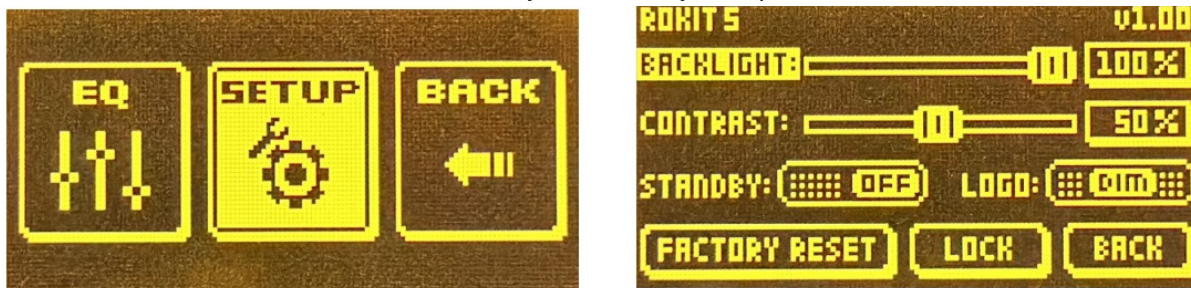 EQ SETUP BACK
ROKIT 5 v1.00
BACKLIGHT: 100%
CONTRAST: 50%
STANDBY: OFF LOGO: DIM
FACTORY RESET LOCK BACK